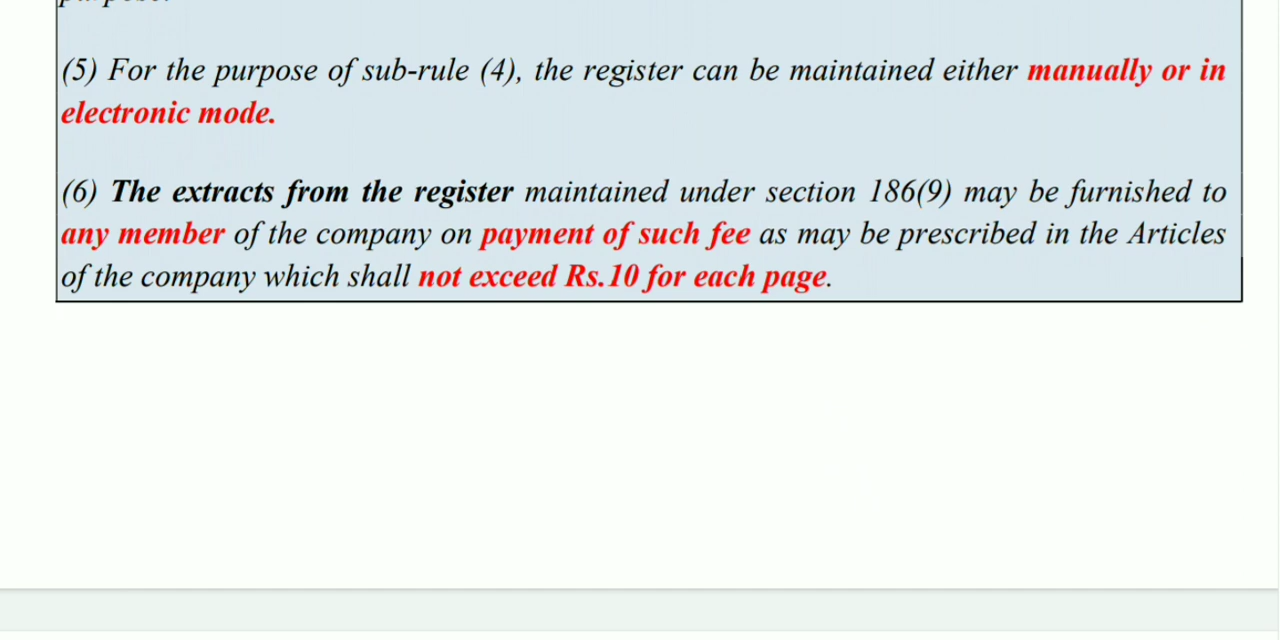 (5) For the purpose of sub-rule (4), the register can be maintained either manually or in
electronic mode.
(6) The extracts from the register maintained under section 186(9) may be furnished to
any member of the company on payment of such fee as may be prescribed in the Articles
of the company which shall not exceed Rs.10 for each page.